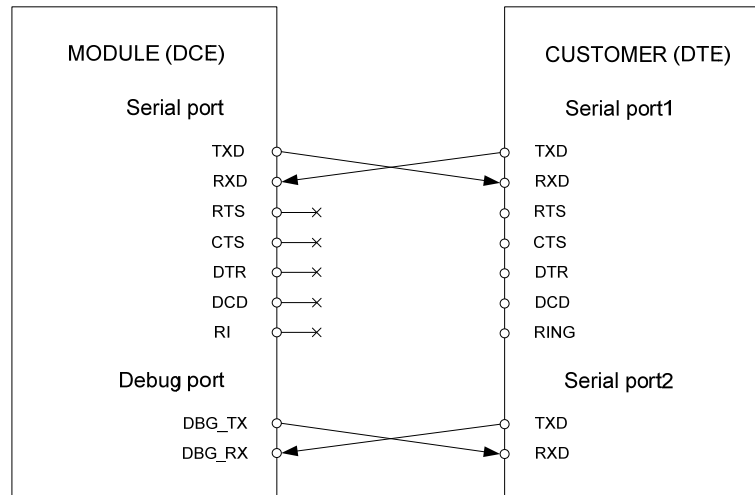 MODULE (DCE)
Serial port
TXD
RXD
RTS
CTS
DTR
DCD
RI
Debug port
DBG_TX
DBG_RX
CUSTOMER (DTE)
Serial port1
TXD
RXD
RTS
CTS
DTR
DCD
RING
Serial port2
TXD
RXD